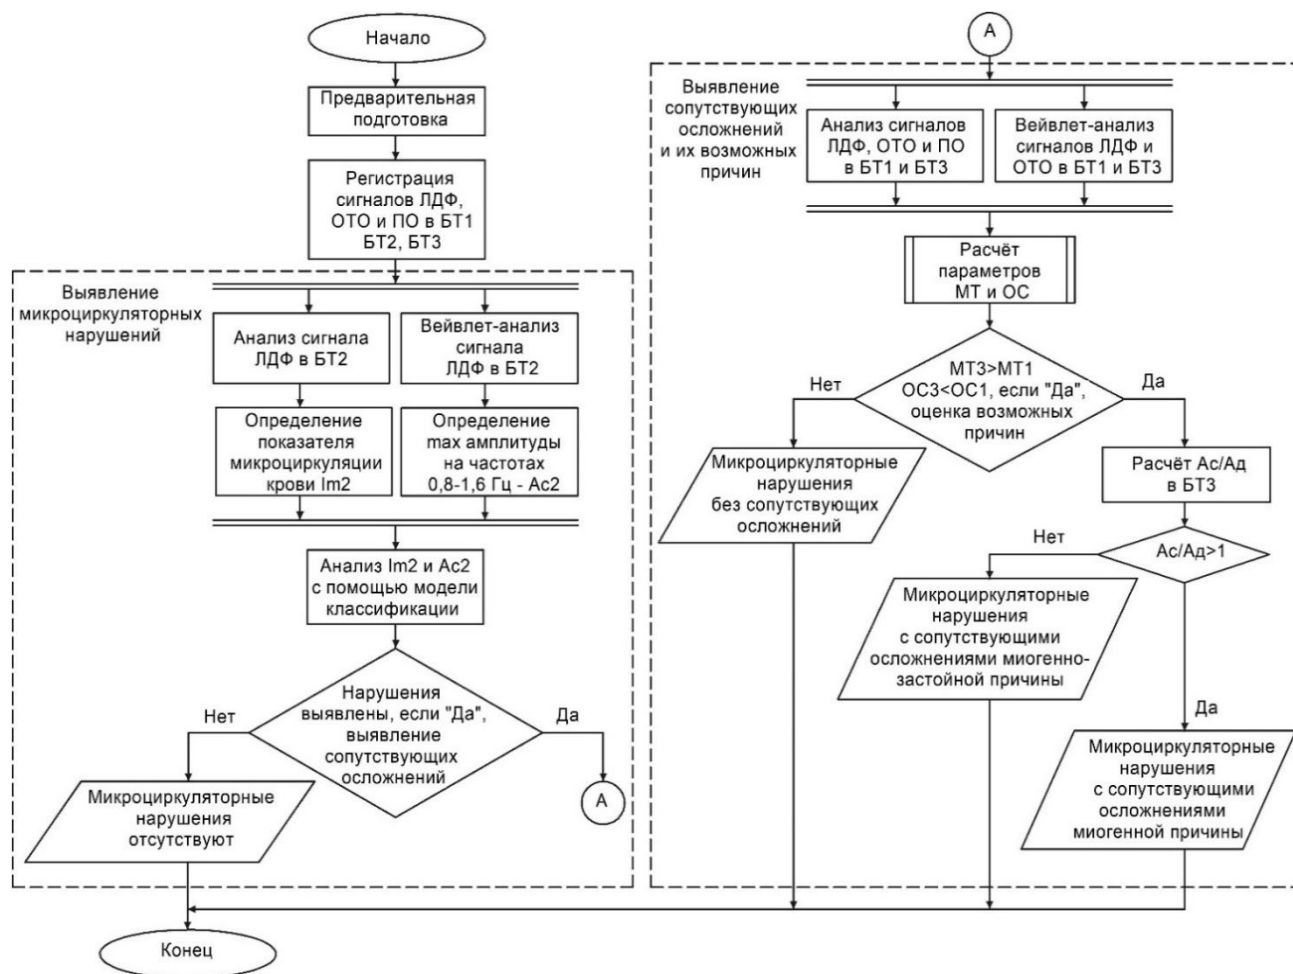 Начало
Предварительная
подготовка
Регистрация
сигналов ЛДФ,
ОТО и ПО в БТ1
БТ2, БТ3
Выявление
микроциркуляторных
нарушений
Анализ сигнала
ЛДФ в БТ2
Вейвлет-анализ
сигнала
ЛДФ в БТ2
Определение
показателя
микроциркуляции
крови Im2
Определение
max амплитуды
на частотах
0,8-1,6 Гц - Ас2
Анализ Im2 и Ас2
с помощью модели
классификации
Нарушения
выявлены, если "Да",
выявление
сопутствующих
осложнений
Нет
Да
Микроциркуляторные
нарушения
отсутствуют
А
Конец
А
Выявление
сопутствующих
осложнений
и их возможных
причин
Анализ сигналов
ЛДФ, ОТО и ПО
в БТ1 и БТ3
Вейвлет-анализ
сигналов ЛДФ и
ОТО в БТ1 и БТ3
Расчёт
параметров
МТ и ОС
МТ3>МТ1
ОС3<ОС1, если "Да",
оценка возможных
причин
Нет
Да
Микроциркуляторные
нарушения
без сопутствующих
осложнений
Расчёт Ас/Ад
в БТ3
Ас/Ад>1
Нет
Микроциркуляторные
нарушения
с сопутствующими
осложнениями миогенно-
застойной причины
Да
Микроциркуляторные
нарушения
с сопутствующими
осложнениями
миогенной причины